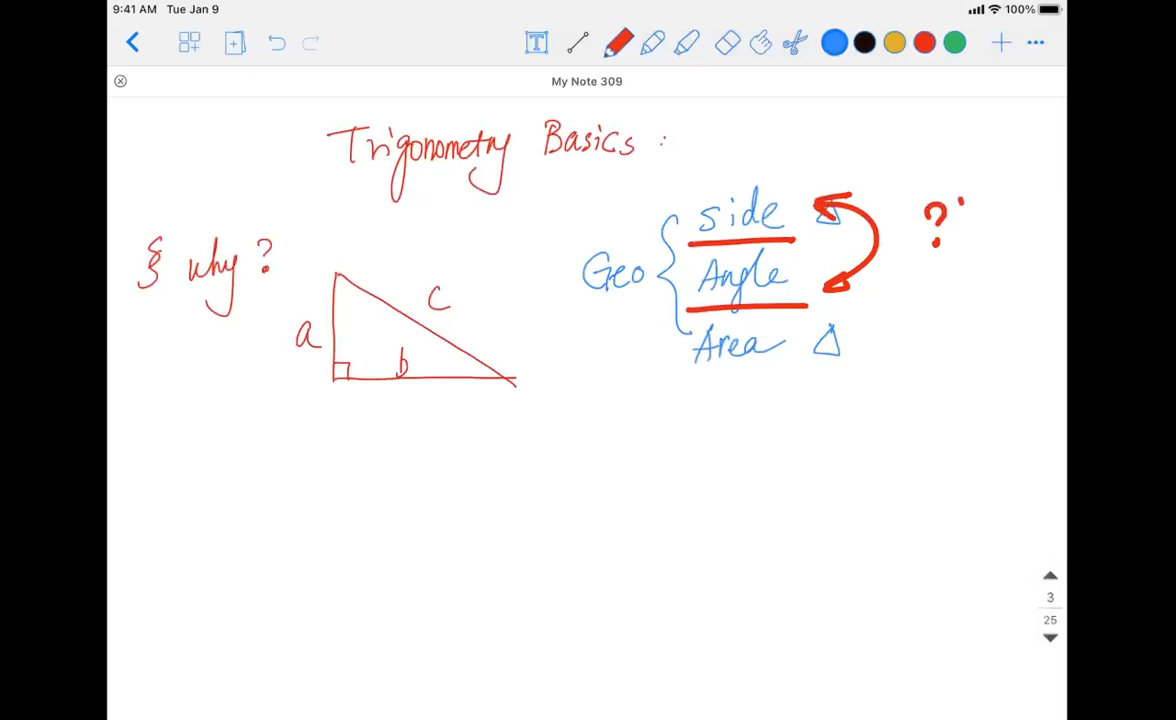 9:41 AM Tue Jan 9 100%
T
My Note 309
Trigonometry Basics :
side
?
§ why?
Geo
Angle
c
a
b
Area Δ
3
25